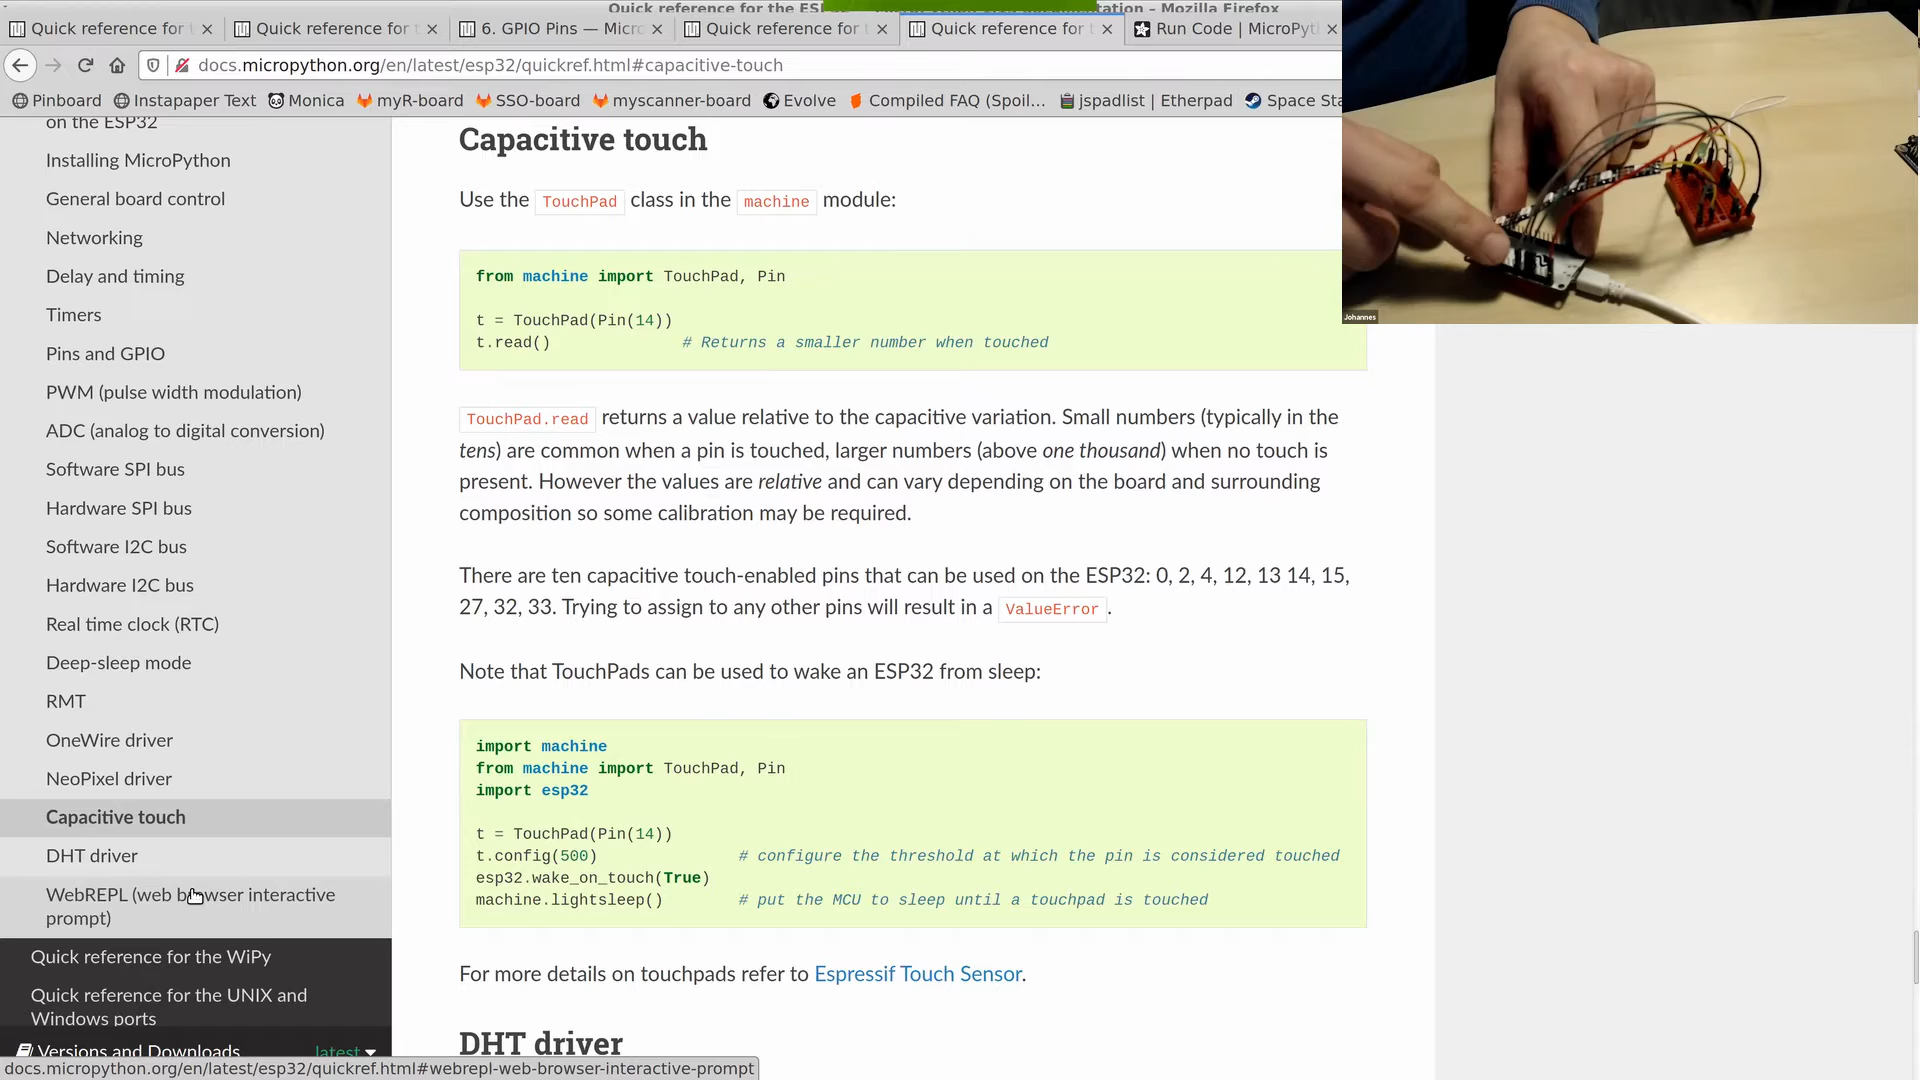 Quick reference for the ES
tation – Mozilla Firefox
Quick reference for
Quick reference for t
6. GPIO Pins — Micro
Quick reference for t
Quick reference for t
Run Code | MicroPyt
docs.micropython.org/en/latest/esp32/quickref.html#capacitive-touch
Pinboard
Instapaper Text
Monica
myR-board
SSO-board
myscanner-board
Evolve
Compiled FAQ (Spoil...
jspadlist | Etherpad
Space Sta
on the ESP32
Installing MicroPython
General board control
Networking
Delay and timing
Timers
Pins and GPIO
PWM (pulse width modulation)
ADC (analog to digital conversion)
Software SPI bus
Hardware SPI bus
Software I2C bus
Hardware I2C bus
Real time clock (RTC)
Deep-sleep mode
RMT
OneWire driver
NeoPixel driver
Capacitive touch
DHT driver
WebREPL (web browser interactive
prompt)
Quick reference for the WiPy
Quick reference for the UNIX and
Windows ports
Versions and Downloads
latest
Capacitive touch
Use the TouchPad class in the machine module:
from machine import TouchPad, Pin
t = TouchPad(Pin(14))
t.read() # Returns a smaller number when touched
TouchPad.read returns a value relative to the capacitive variation. Small numbers (typically in the
tens) are common when a pin is touched, larger numbers (above one thousand) when no touch is
present. However the values are relative and can vary depending on the board and surrounding
composition so some calibration may be required.
There are ten capacitive touch-enabled pins that can be used on the ESP32: 0, 2, 4, 12, 13 14, 15,
27, 32, 33. Trying to assign to any other pins will result in a ValueError.
Note that TouchPads can be used to wake an ESP32 from sleep:
import machine
from machine import TouchPad, Pin
import esp32
t = TouchPad(Pin(14))
t.config(500) # configure the threshold at which the pin is considered touched
esp32.wake_on_touch(True)
machine.lightsleep() # put the MCU to sleep until a touchpad is touched
For more details on touchpads refer to Espressif Touch Sensor.
DHT driver
docs.micropython.org/en/latest/esp32/quickref.html#webrepl-web-browser-interactive-prompt
Johannes